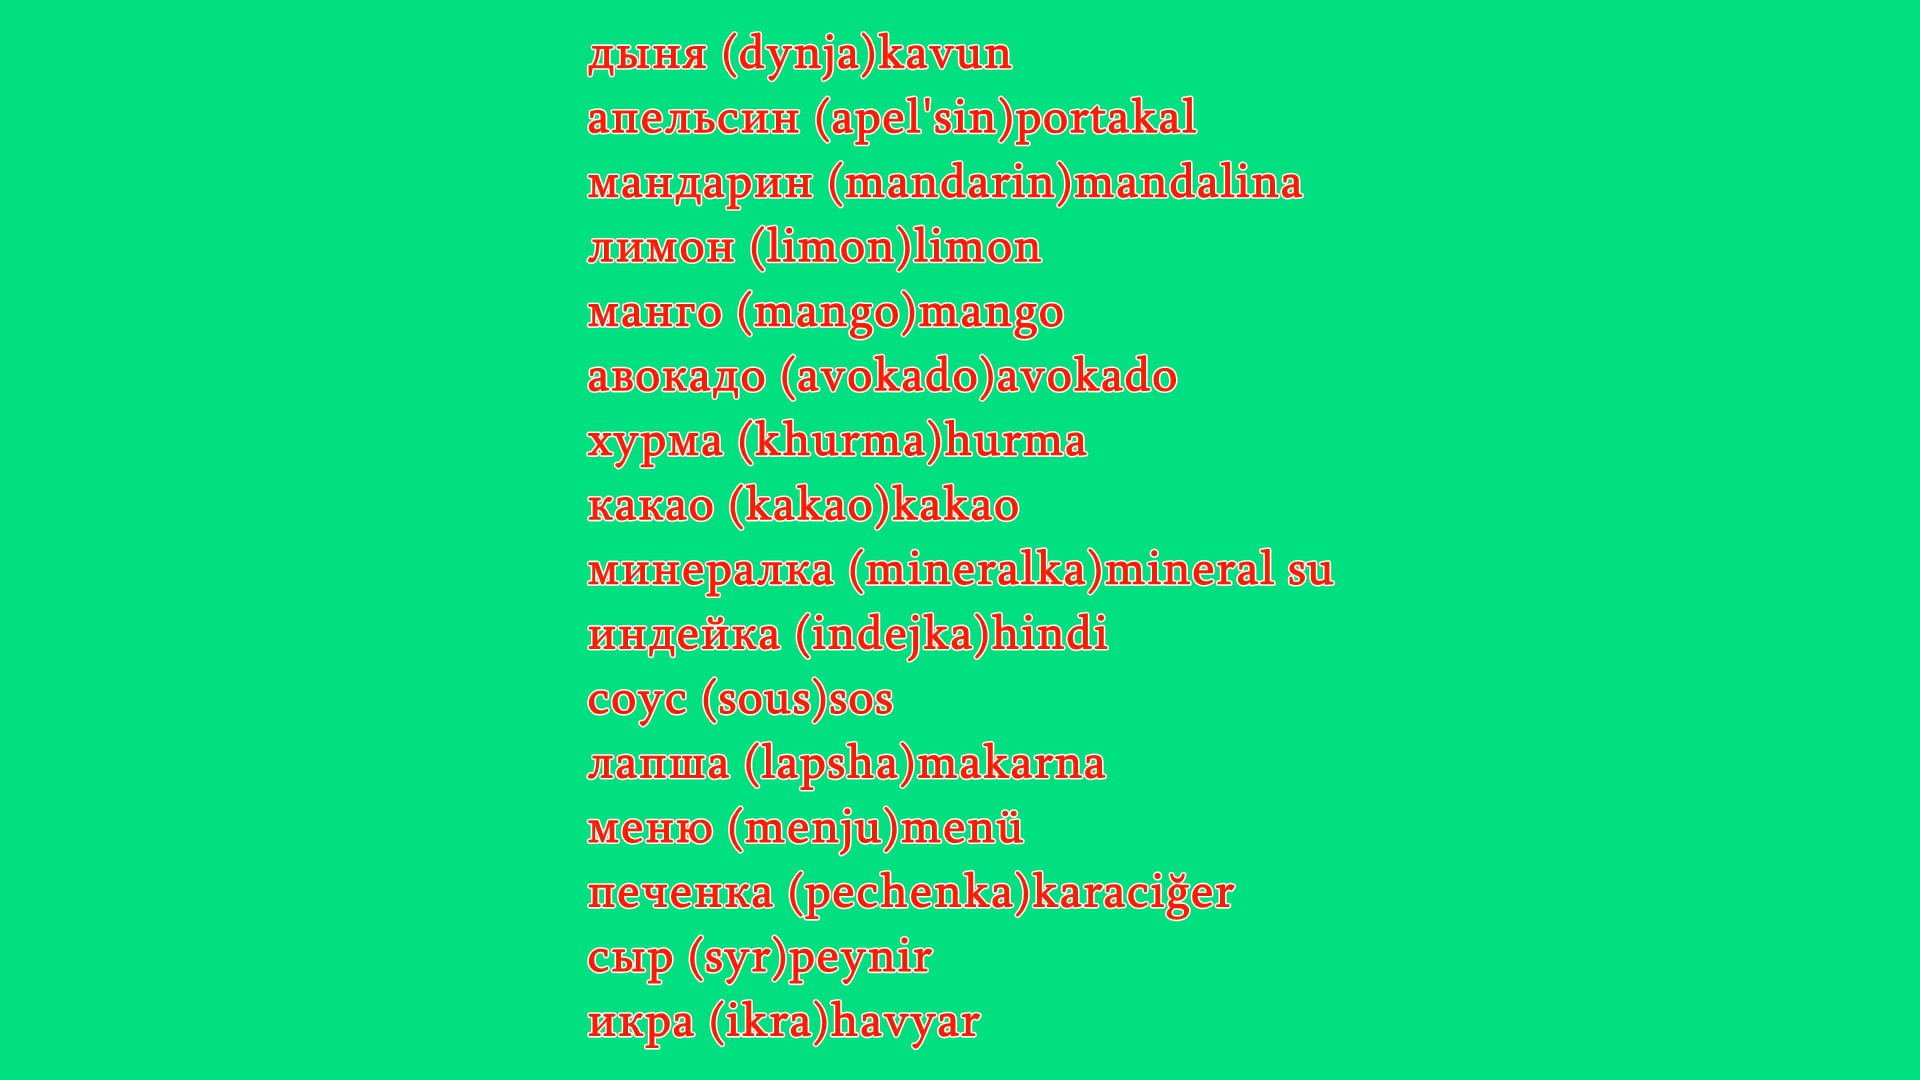 дыня (dynja)kavun
апельсин (apel'sin)portakal
мандарин (mandarin)mandalina
лимон (limon)limon
манго (mango)mango
авокадо (avokado)avokado
хурма (khurma)hurma
какао (kakao)kakao
минералка (mineralka)mineral su
индейка (indejka)hindi
соус (sous)sos
лапша (lapsha)makarna
меню (menju)menü
печенка (pechenka)karaciğer
сыр (syr)peynir
икра (ikra)havyar